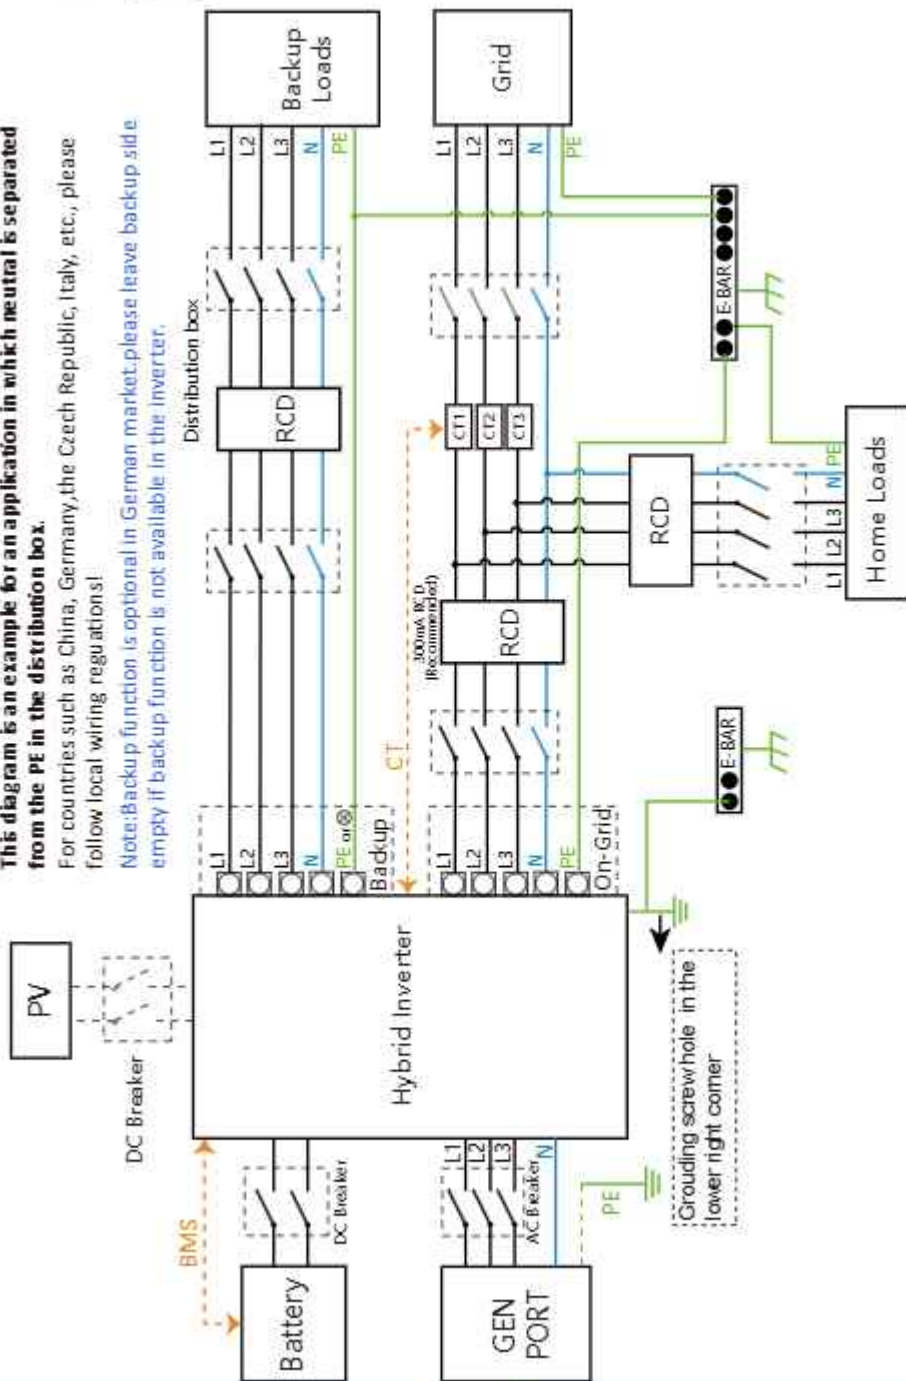 This diagram is an example for an application in which neutral is separated
from the PE in the distribution box.
For countries such as China, Germany,the Czech Republic, Italy, etc., please
follow local wiring reguations!
Note:Backup function is optional in German market.please leave backup side
empty if backup function is not available in the inverter.
PV
DC Breaker
Distribution box
BMS
Battery
DC Breaker
Hybrid Inverter
L1
L2
L3
N
PE or
Backup
RCD
L1
L2
L3
N
PE
Backup
Loads
CT
GEN
PORT
L1
L2
L3
N
AC Breaker
PE
L1
L2
L3
N
PE
On-Grid
300mA RCD
(Recommended)
RCD
CT1
CT2
CT3
L1
L2
L3
N
PE
Grid
Grouding screw hole in the
lower right corner
E-BAR
RCD
E-BAR
L1
L2
L3
N
PE
Home Loads